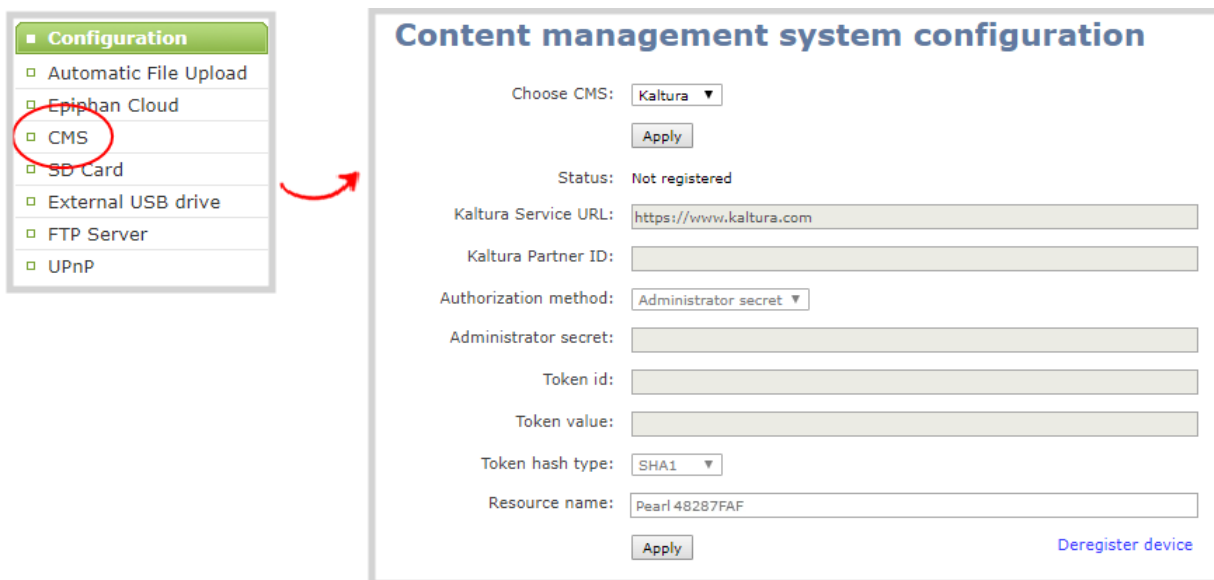 Configuration
Automatic File Upload
Epiphan Cloud
CMS
SD Card
External USB drive
FTP Server
UPnP
Content management system configuration
Choose CMS: Kaltura
Apply
Status: Not registered
Kaltura Service URL: https://www.kaltura.com
Kaltura Partner ID:
Authorization method: Administrator secret
Administrator secret:
Token id:
Token value:
Token hash type: SHA1
Resource name: Pearl 48287FAF
Apply Deregister device